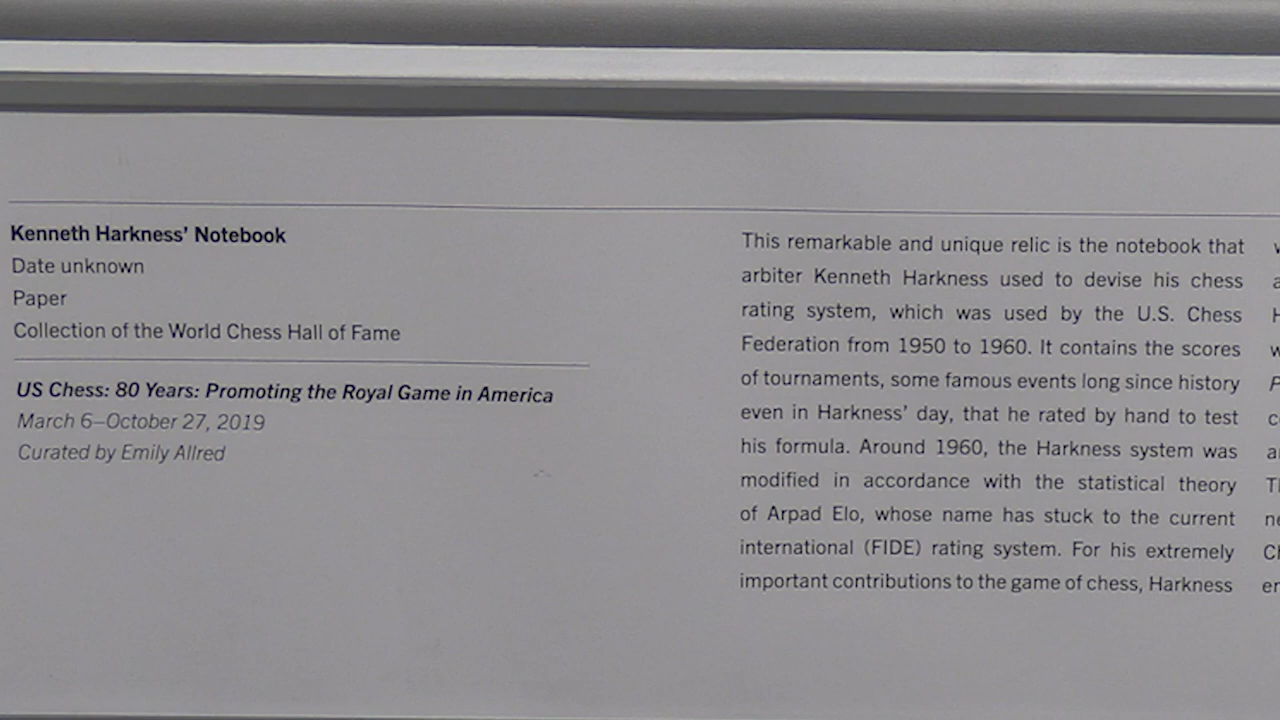 Kenneth Harkness’ Notebook
Date unknown
Paper
Collection of the World Chess Hall of Fame
US Chess: 80 Years: Promoting the Royal Game in America
March 6–October 27, 2019
Curated by Emily Allred
This remarkable and unique relic is the notebook that
arbiter Kenneth Harkness used to devise his chess
rating system, which was used by the U.S. Chess
Federation from 1950 to 1960. It contains the scores
of tournaments, some famous events long since history
even in Harkness’ day, that he rated by hand to test
his formula. Around 1960, the Harkness system was
modified in accordance with the statistical theory
of Arpad Elo, whose name has stuck to the current
international (FIDE) rating system. For his extremely
important contributions to the game of chess, Harkness